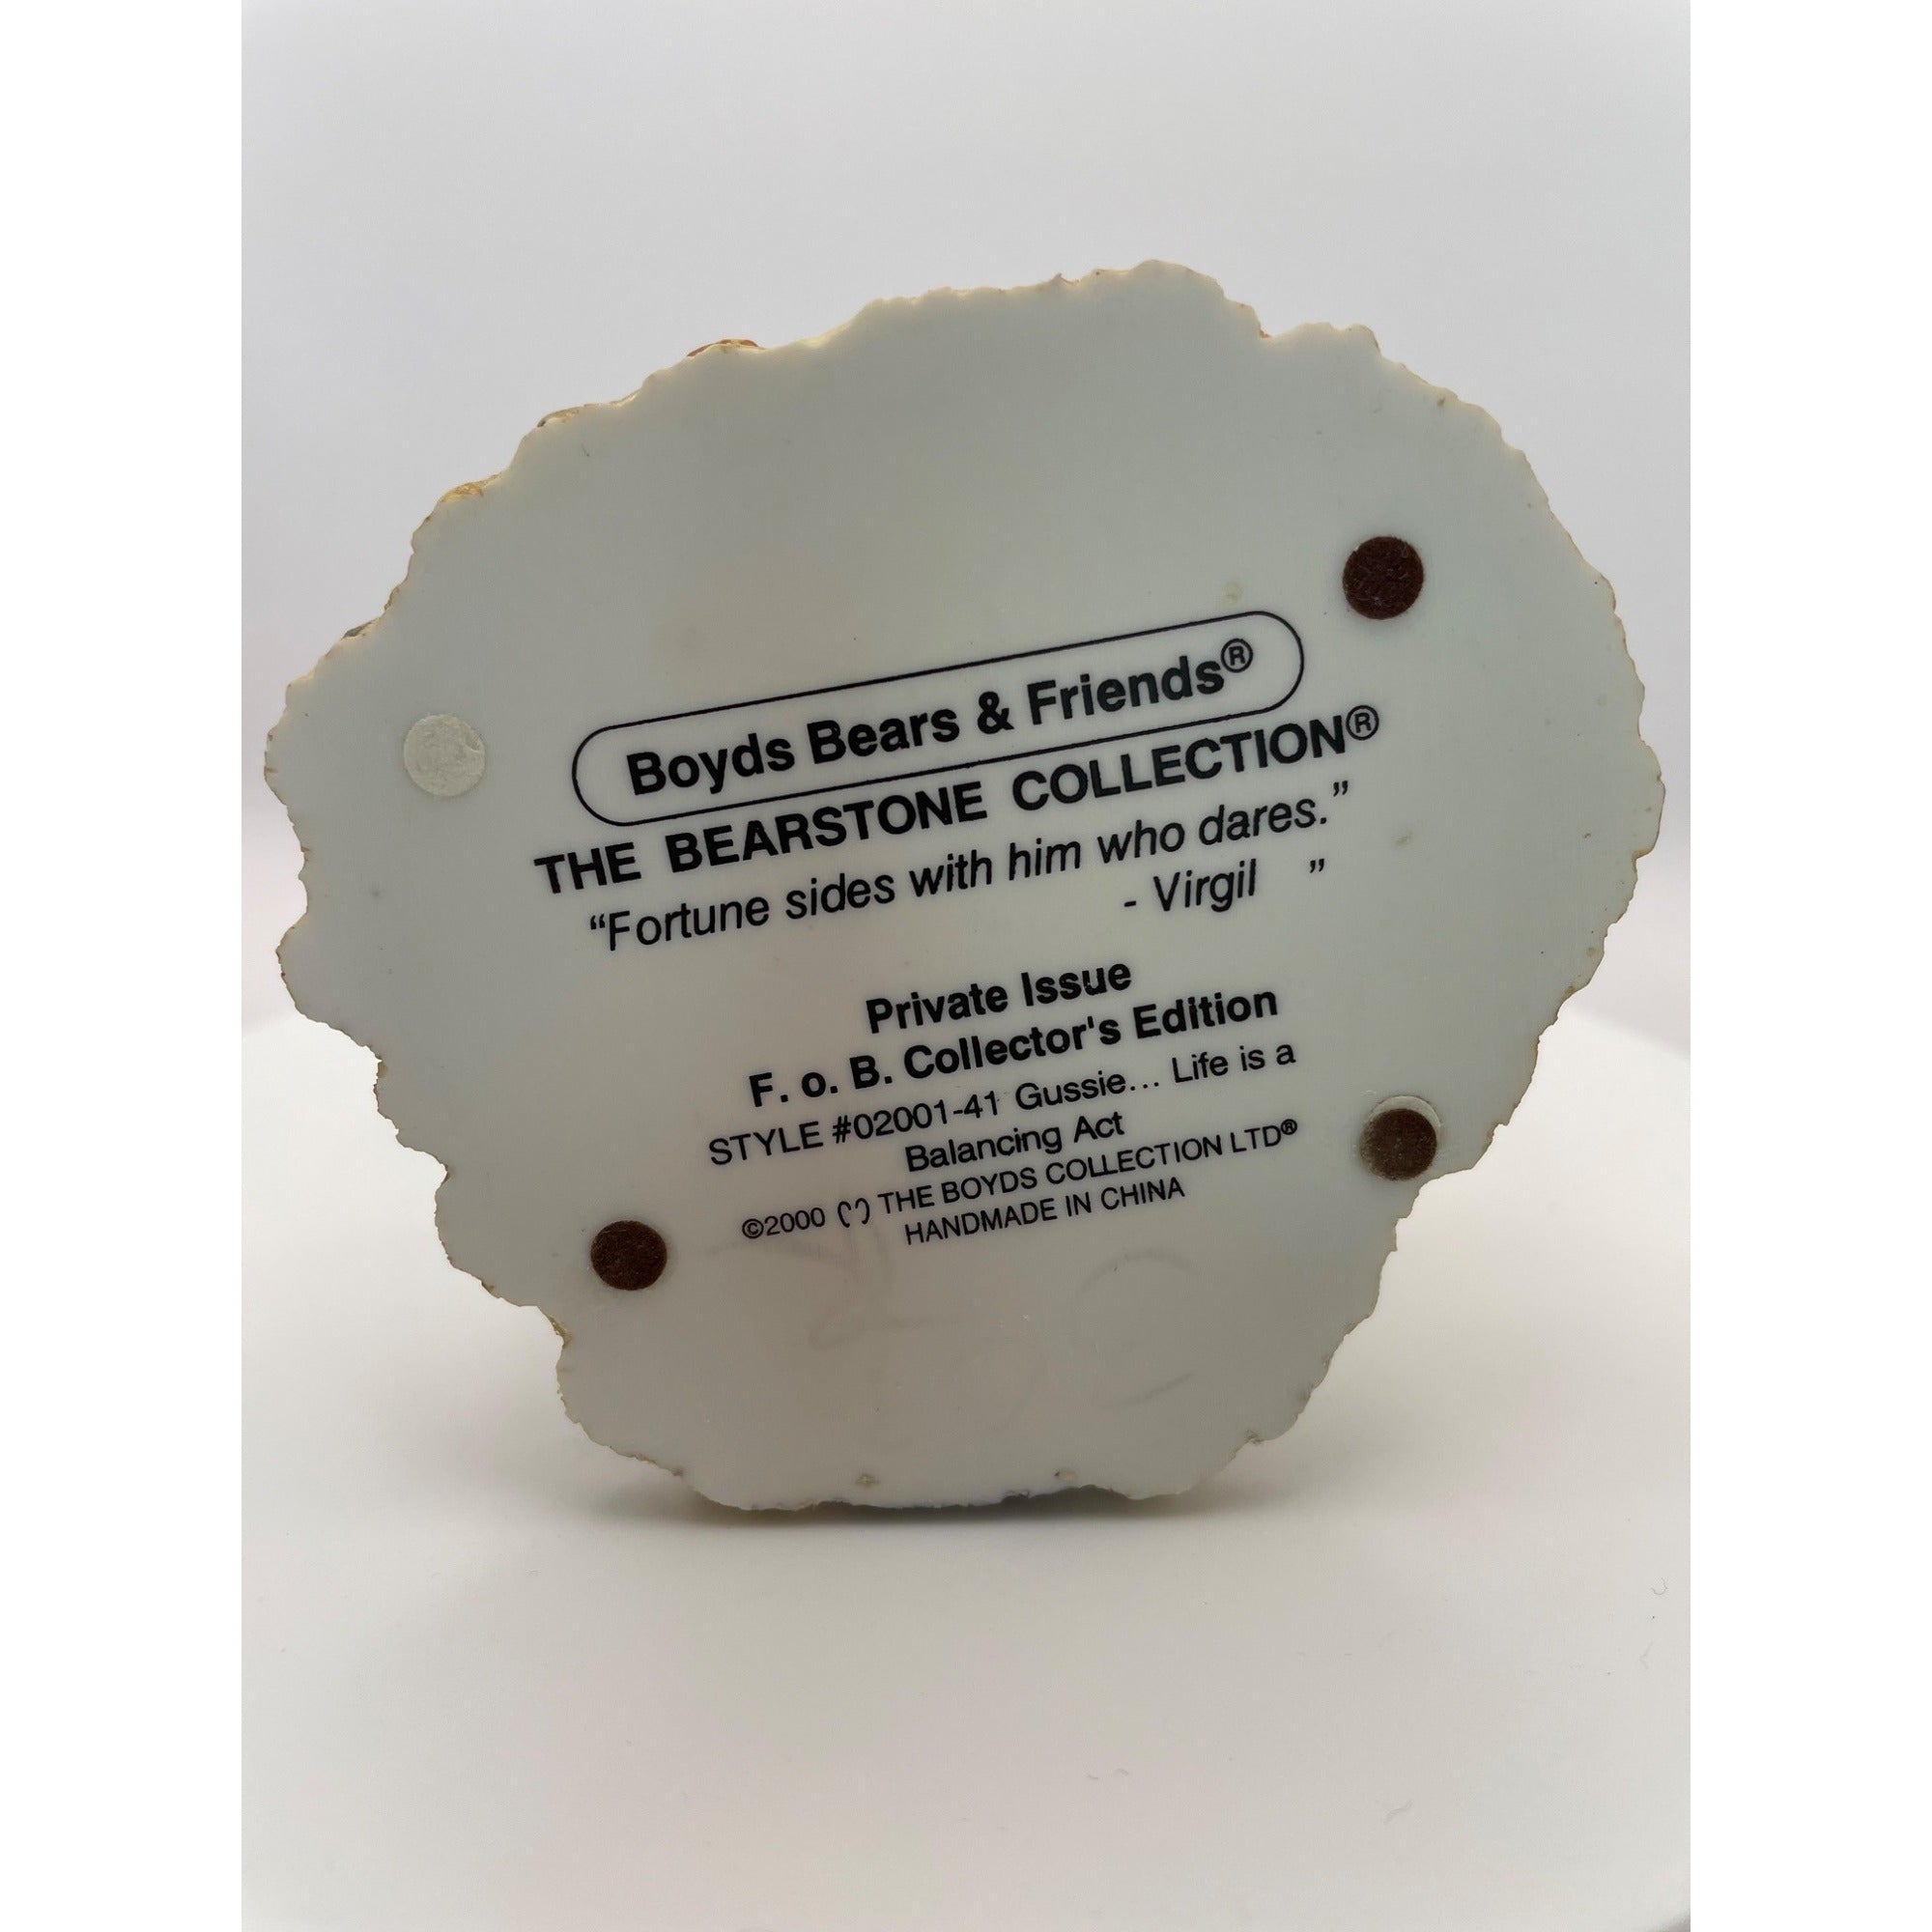 Boyds Bears & Friends®
THE BEARSTONE COLLECTION®
“Fortune sides with him who dares.”
- Virgil ”
Private Issue
F. o. B. Collector's Edition
STYLE #02001-41 Gussie... Life is a
Balancing Act
©2000 THE BOYDS COLLECTION LTD®
HANDMADE IN CHINA